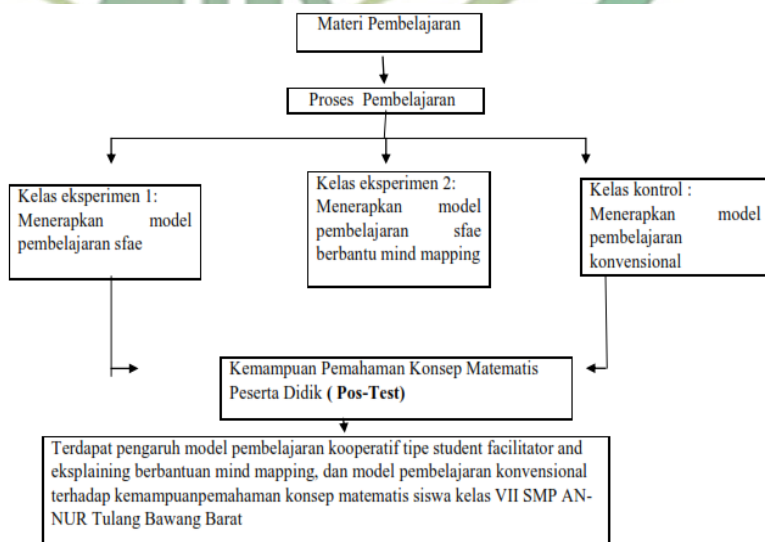 Materi Pembelajaran
Proses Pembelajaran
Kelas eksperimen 1:
Menerapkan model
pembelajaran sfae
Kelas eksperimen 2:
Menerapkan model
pembelajaran sfae
berbantu mind mapping
Kelas kontrol :
Menerapkan model
pembelajaran
konvensional
Kemampuan Pemahaman Konsep Matematis
Peserta Didik ( Pos-Test)
Terdapat pengaruh model pembelajaran kooperatif tipe student facilitator and
eksplaining berbantuan mind mapping, dan model pembelajaran konvensional
terhadap kemampuanpemahaman konsep matematis siswa kelas VII SMP AN-
NUR Tulang Bawang Barat